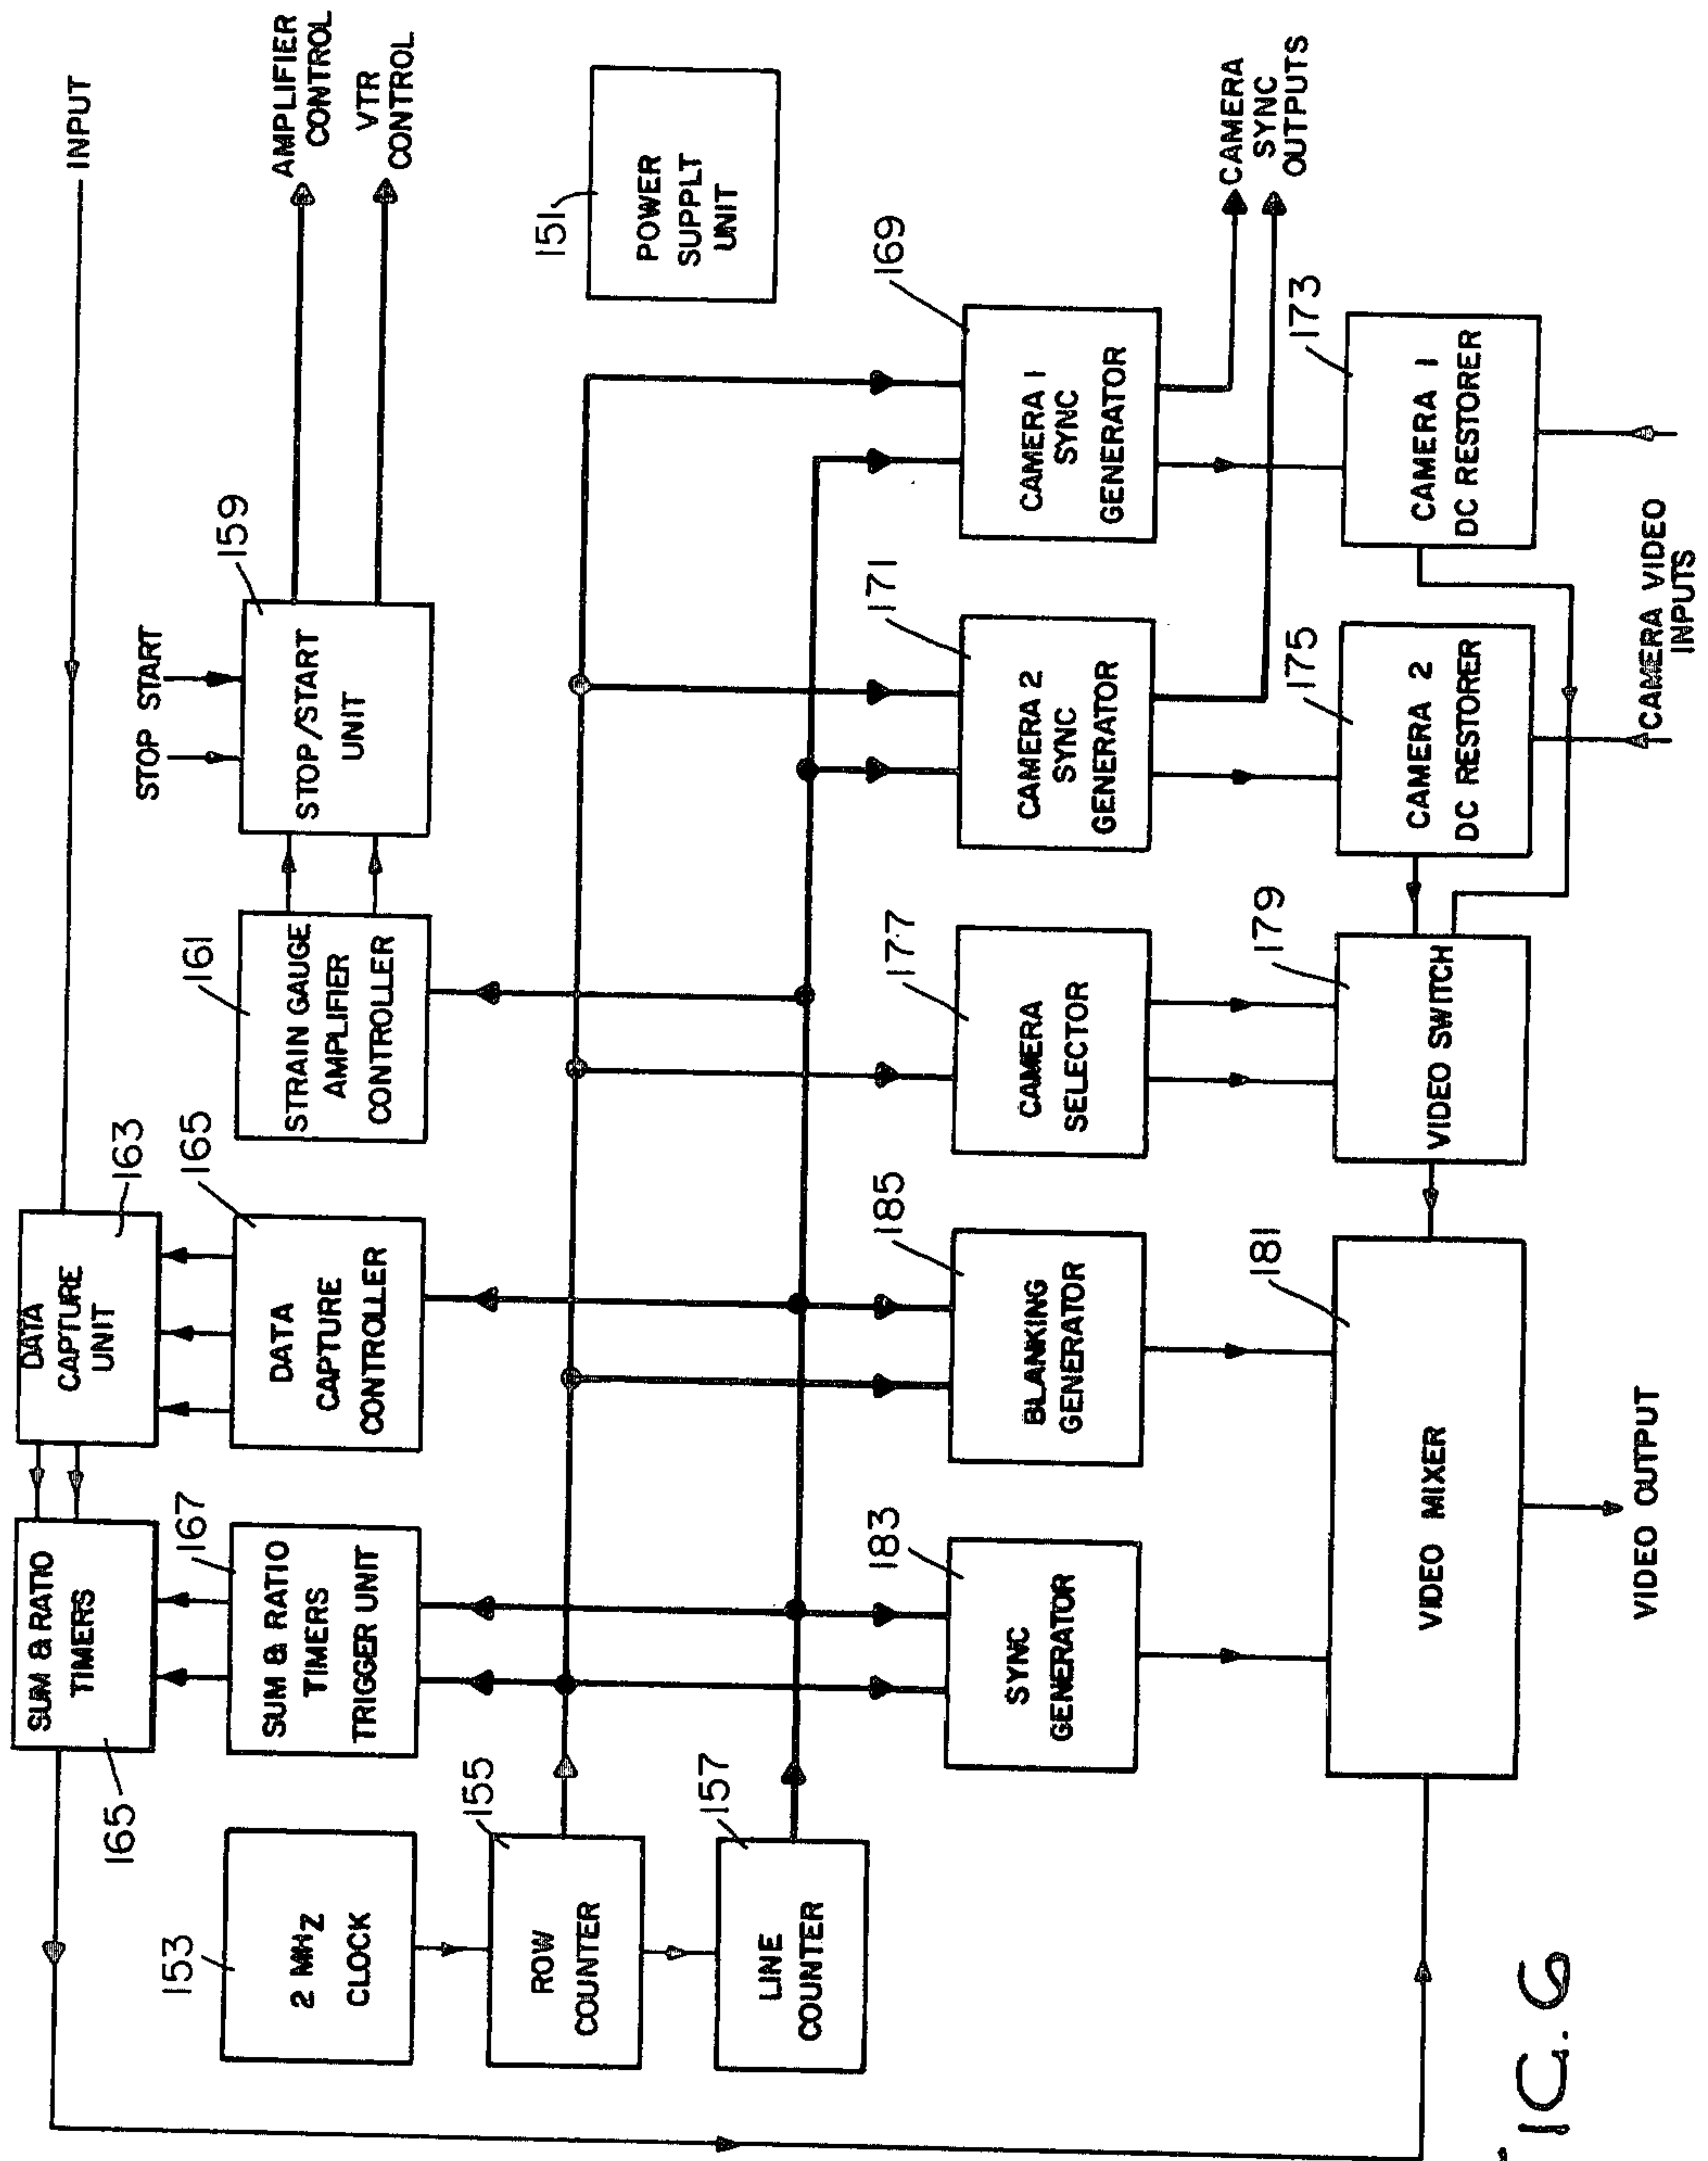 INPUT
AMPLIFIER
CONTROL
VTR
CONTROL
STOP
START
159
STOP/START
UNIT
161
STRAIN GAUGE
AMPLIFIER
CONTROLLER
163
DATA
CAPTURE
UNIT
165
DATA
CAPTURE
CONTROLLER
SUM & RATIO
TIMERS
165
167
SUM & RATIO
TIMERS
TRIGGER UNIT
153
2 MHZ
CLOCK
155
ROW
COUNTER
157
LINE
COUNTER
151
POWER
SUPPLT
UNIT
183
SYNC
GENERATOR
185
BLANKING
GENERATOR
177
CAMERA
SELECTOR
171
CAMERA 2
SYNC
GENERATOR
169
CAMERA 1
SYNC
GENERATOR
CAMERA
SYNC
OUTPUTS
181
VIDEO MIXER
179
VIDEO SWITCH
175
CAMERA 2
DC RESTORER
173
CAMERA 1
DC RESTORER
CAMERA VIDEO
INPUTS
VIDEO OUTPUT